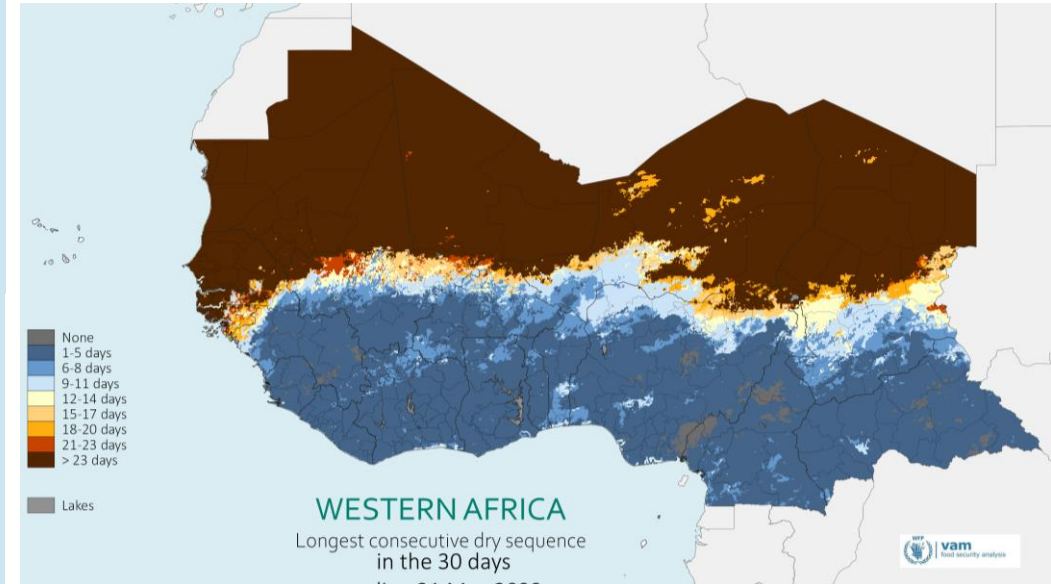 None
1-5 days
6-8 days
9-11 days
12-14 days
15-17 days
18-20 days
21-23 days
> 23 days
Lakes
WESTERN AFRICA
Longest consecutive dry sequence
in the 30 days
WFP
vam
food security analysis